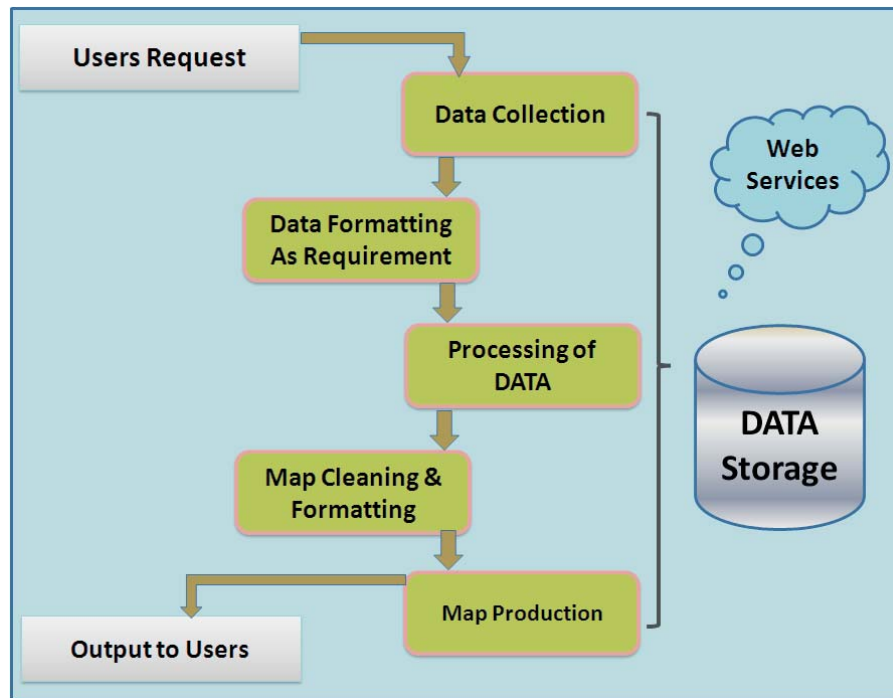 Users Request
Data Collection
Data Formatting
As Requirement
Processing of
DATA
Map Cleaning &
Formatting
Map Production
Output to Users
Web
Services
DATA
Storage